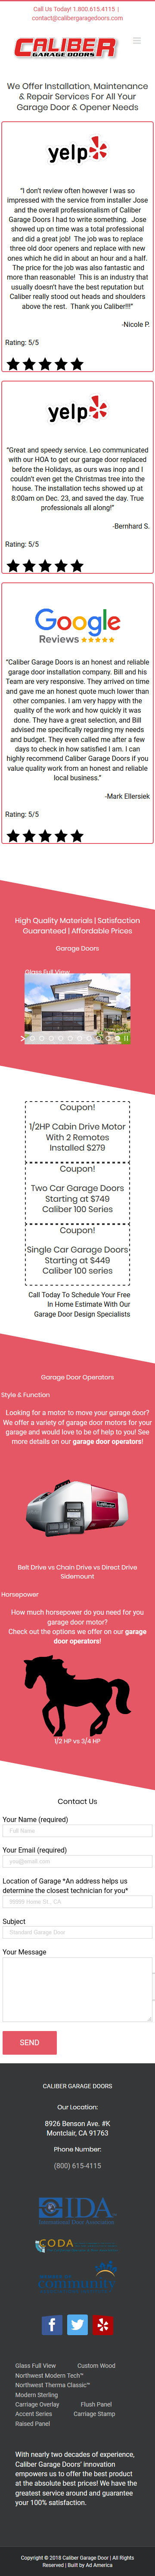 Call Us Today! 1.800.615.4115 |
contact@calibergaragedoors.com
CALIBER
GARAGE DOORS
We Offer Installation, Maintenance
& Repair Services For All Your
Garage Door & Opener Needs
yelp
“I don’t review often however I was so
impressed with the service from installer Jose
and the overall professionalism of Caliber
Garage Doors I had to write something. Jose
showed up on time was a total professional
and did a great job! The job was to replace
three old door openers and replace with new
ones which he did in about an hour and a half.
The price for the job was also fantastic and
more than reasonable! This is an industry that
usually doesn’t have the best reputation but
Caliber really stood out heads and shoulders
above the rest. Thank you Caliber!!!”
-Nicole P.
Rating: 5/5
yelp
“Great and speedy service. Leo communicated
with our HOA to get our garage door replaced
before the Holidays, as ours was inop and I
couldn’t even get the Christmas tree into the
house. The installation techs showed up at
8:00am on Dec. 23, and saved the day. True
professionals all along!”
-Bernhard S.
Rating: 5/5
Google
Reviews
“Caliber Garage Doors is an honest and reliable
garage door installation company. Bill and his
Team are very responsive. They arrived on time
and gave me an honest quote much lower than
other companies. I am very happy with the
quality of the work and how quickly it was
done. They have a great selection, and Bill
advised me specifically regarding my needs
and budget. They even called me after a few
days to check in how satisfied I am. I can
highly recommend Caliber Garage Doors if you
value quality work from an honest and reliable
local business.”
-Mark Ellersiek
Rating: 5/5
High Quality Materials | Satisfaction
Guaranteed | Affordable Prices
Garage Doors
Glass Full View
Coupon!
1/2HP Cabin Drive Motor
With 2 Remotes
Installed $279
Coupon!
Two Car Garage Doors
Starting at $749
Caliber 100 Series
Coupon!
Single Car Garage Doors
Starting at $449
Caliber 100 series
Call Today To Schedule Your Free
In Home Estimate With Our
Garage Door Design Specialists
Garage Door Operators
Style & Function
Looking for a motor to move your garage door?
We offer a variety of garage door motors for your
garage and would love to be of help to you! See
more details on our garage door operators!
Belt Drive vs Chain Drive vs Direct Drive
Sidemount
Horsepower
How much horsepower do you need for you
garage door motor?
Check out the options we offer on our garage
door operators!
1/2 HP vs 3/4 HP
Contact Us
Your Name (required)
Full Name
Your Email (required)
you@email.com
Location of Garage *An address helps us
determine the closest technician for you*
99999 Home St., CA
Subject
Standard Garage Door
Your Message
SEND
CALIBER GARAGE DOORS
Our Location:
8926 Benson Ave. #K
Montclair, CA 91763
Phone Number:
(800) 615-4115
IDA
International Door Association
CODA
community
Glass Full View
Custom Wood
Northwest Modern Tech™
Northwest Therma Classic™
Modern Sterling
Carriage Overlay
Flush Panel
Accent Series
Carriage Stamp
Raised Panel
With nearly two decades of experience,
Caliber Garage Doors’ innovation
empowers us to offer the best product
at the absolute best prices! We have the
greatest service around and guarantee
your 100% satisfaction.
Copyright © 2018 Caliber Garage Door | All Rights
Reserved | Built by Ad America